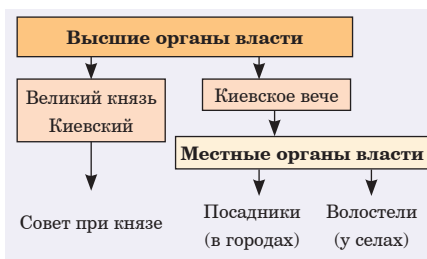 Высшие органы власти
Великий князь
Киевский
Киевское вече
Местные органы власти
Совет при князе
Посадники
(в городах)
Волостели
(у селах)